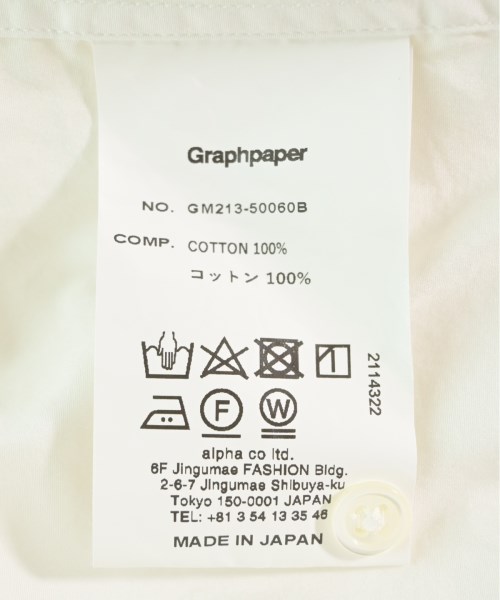 Graphpaper
NO. GM213-50060B
COMP. COTTON 100%
コットン 100%
2114322
F W
alpha co ltd.
6F Jingumae FASHION Bldg.
2-6-7 Jingumae Shibuya-ku
Tokyo 150-0001 JAPAN
TEL: +81 3 54 13 35 46
MADE IN JAPAN